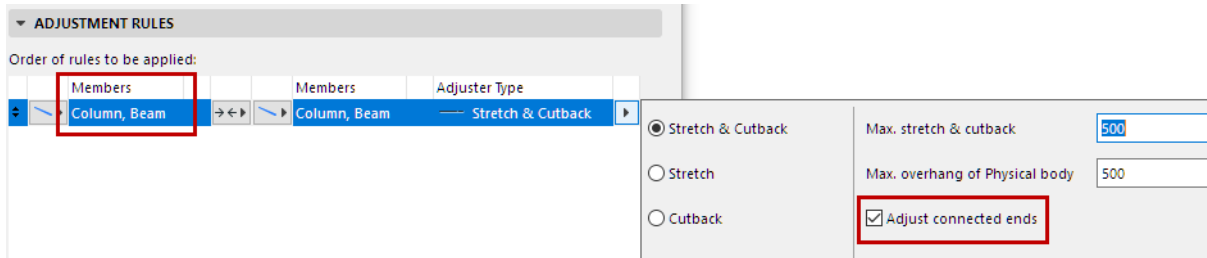 ADJUSTMENT RULES
Order of rules to be applied:
Members Members Adjuster Type
Column, Beam Column, Beam Stretch & Cutback
Stretch & Cutback Max. stretch & cutback 500
Stretch Max. overhang of Physical body 500
Cutback Adjust connected ends